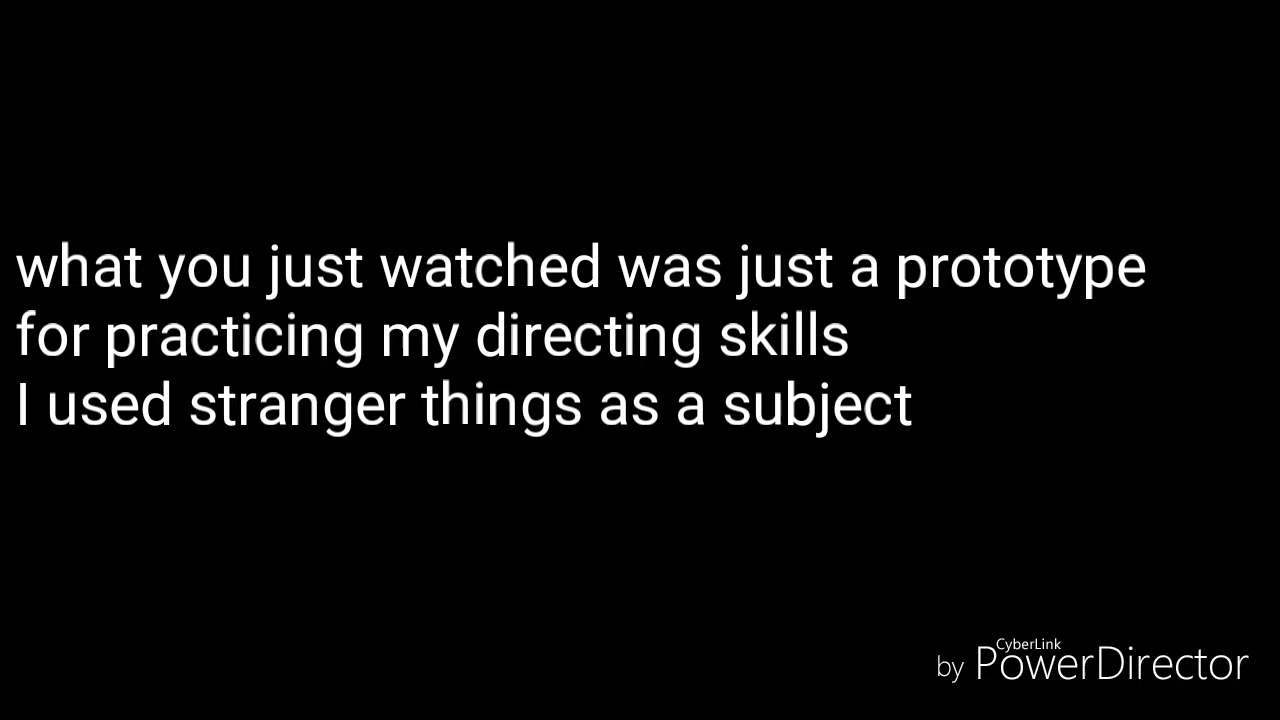 what you just watched was just a prototype
for practicing my directing skills
I used stranger things as a subject
CyberLink
by PowerDirector